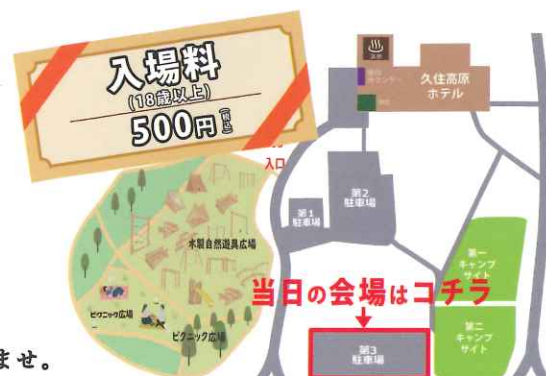 入場料
(18歳以上)
500円(税込)
久住高原
ホテル
入口
第2
駐車場
第1
駐車場
木製自然遊具広場
第一
キャンプ
サイト
ピクニック広場
当日の会場はコチラ
ピクニック広場
第二
キャンプ
サイト
第3
駐車場
ませ。